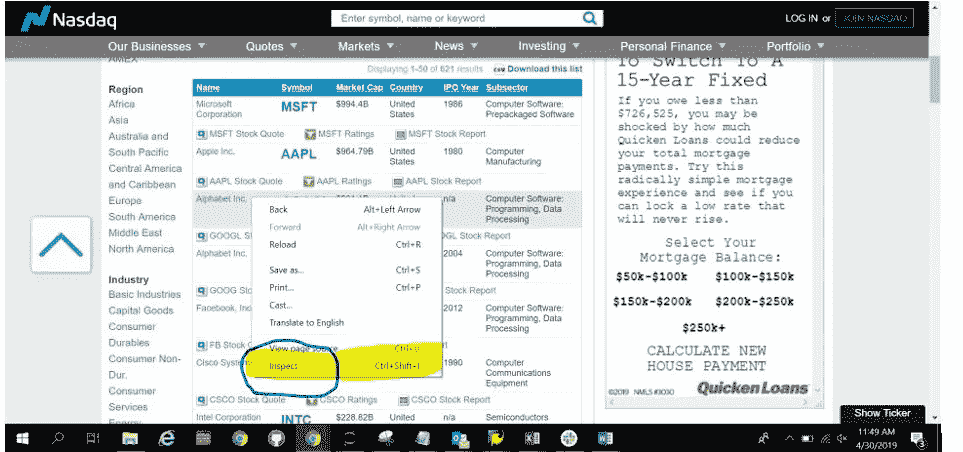 Nasdaq
Enter symbol, name or keyword
LOG IN or JOIN NASDAQ
Our Businesses Quotes Markets News Investing Personal Finance Portfolio
AMEX
Displaying 1-50 of 621 results csv Download this list
Region
Africa
Asia
Australia and
South Pacific
Central America
and Caribbean
Europe
South America
Middle East
North America
Industry
Basic Industries
Capital Goods
Consumer
Durables
Consumer Non-
Dur.
Consumer
Services
Energy
Name Symbol Market Cap Country IPO Year Subsector
Microsoft Corporation MSFT $994.4B United States 1986 Computer Software: Prepackaged Software
MSFT Stock Quote MSFT Ratings MSFT Stock Report
Apple Inc. AAPL $964.79B United States 1980 Computer Manufacturing
AAPL Stock Quote AAPL Ratings AAPL Stock Report
Alphabet Inc. n/a Computer Software: Programming, Data Processing
GOOGL S GL Stock Report
Alphabet Inc. 2004 Computer Software: Programming, Data Processing
GOOG St Stock Report
Facebook, Inc 2012 Computer Software: Programming, Data Processing
FB Stock
Cisco System 1990 Computer Communications Equipment
CSCO Stock Quote CSCO Ratings CSCO Stock Report
Intel Corporation INTC $228.82B United n/a Semiconductors
Back Alt+Left Arrow
Forward Alt+Right Arrow
Reload Ctrl+R
Save as... Ctrl+S
Print... Ctrl+P
Cast...
Translate to English
View page source Ctrl+U
Inspect Ctrl+Shift+I
To Switch To A
15-Year Fixed
If you owe less than
$726,525, you may be
shocked by how much
Quicken Loans could reduce
your total mortgage
payments. Try this
radically simple mortgage
experience and see if you
can lock a low rate that
will never rise.
Select Your
Mortgage Balance:
$50k-$100k $100k-$150k
$150k-$200k $200k-$250k
$250k+
CALCULATE NEW
HOUSE PAYMENT
©2019 NMLS #3030 Quicken Loans
Show Ticker
11:49 AM
4/30/2019
3